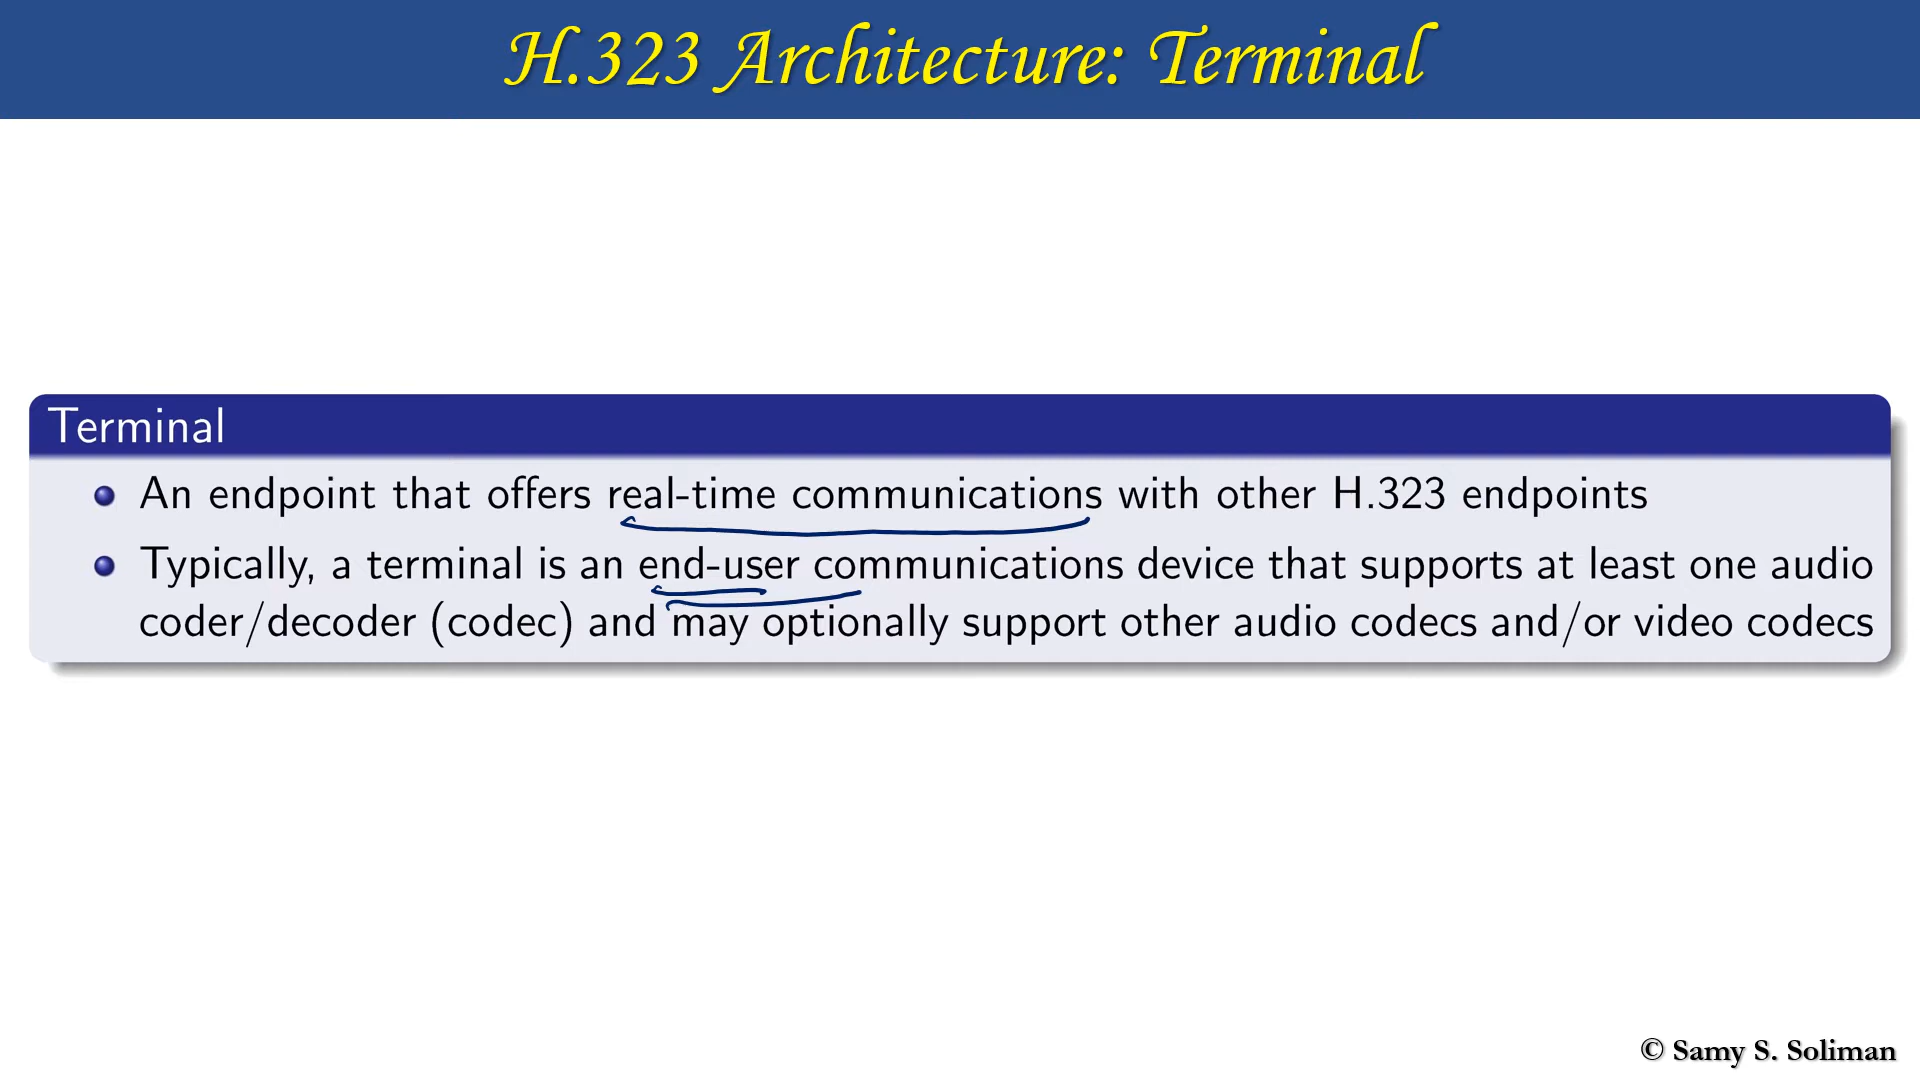 H.323 Architecture: Terminal
Terminal
An endpoint that offers real-time communications with other H.323 endpoints
Typically, a terminal is an end-user communications device that supports at least one audio
coder/decoder (codec) and may optionally support other audio codecs and/or video codecs
© Samy S. Soliman